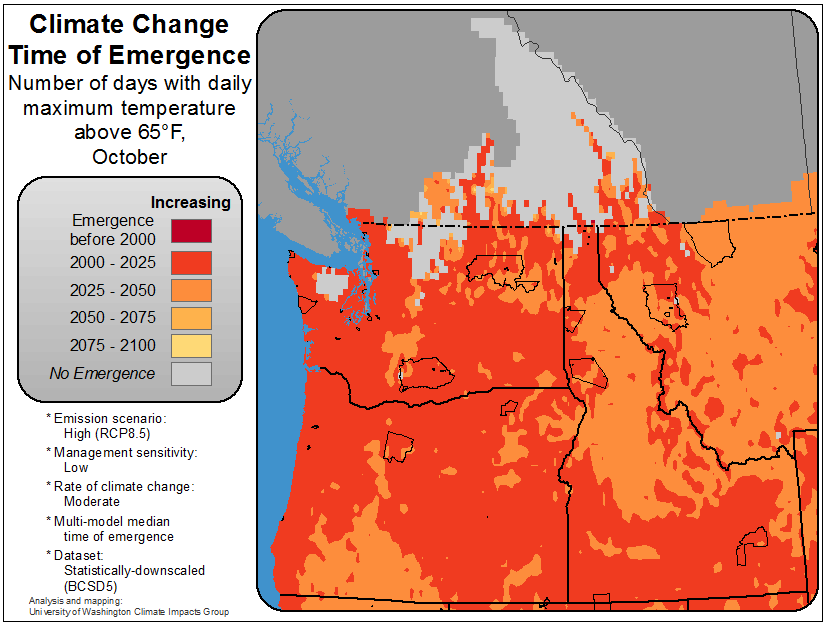 Climate Change
Time of Emergence
Number of days with daily
maximum temperature
above 65°F,
October
Increasing
Emergence
before 2000
2000 - 2025
2025 - 2050
2050 - 2075
2075 - 2100
No Emergence
* Emission scenario:
High (RCP8.5)
* Management sensitivity:
Low
* Rate of climate change:
Moderate
* Multi-model median
time of emergence
* Dataset:
Statistically-downscaled
(BCSD5)
Analysis and mapping:
University of Washington Climate Impacts Group